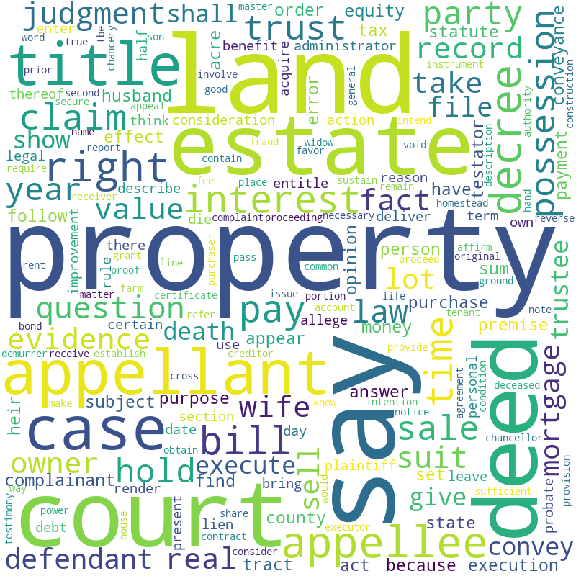 judgment shall master order equity party
word true the chancery son half acre tax statute
enter trust record
title land benefit administrator conveyance
prior secure appeal involve good acquire general instrument
thereof second husband error take file
claim think consideration action intend
show effect name widow favor void testator
legal require report contain fraud reason
right estate decree possession payment
year describe receiver fee place sustain remain entitle have
value interest fact description authority hand construction
follow die complaint proceeding necessary deliver homestead reverse
improvement there term own
property
rent grant line pass common person affirm proceed original
proof rule farm purchase opinion sum ground
matter certificate issue portion life lot purchase note
question refer account tenant trustee
bond certain pay law allege money premise
evidence death appear
demurrer receive establish creditor use provide
appellant cross answer time agreement personal condition deceased mortgage
heir make subject purpose wife know intention notice
case date section day sale chancellor
owner obtain bill plaintiff suit
complainant hold execute sell would set leave probate provision
way render find bring executor give sufficient
testimony power share county say deed
court house debt lien contract appellee state convey
present consider
defendant real tract act because execution